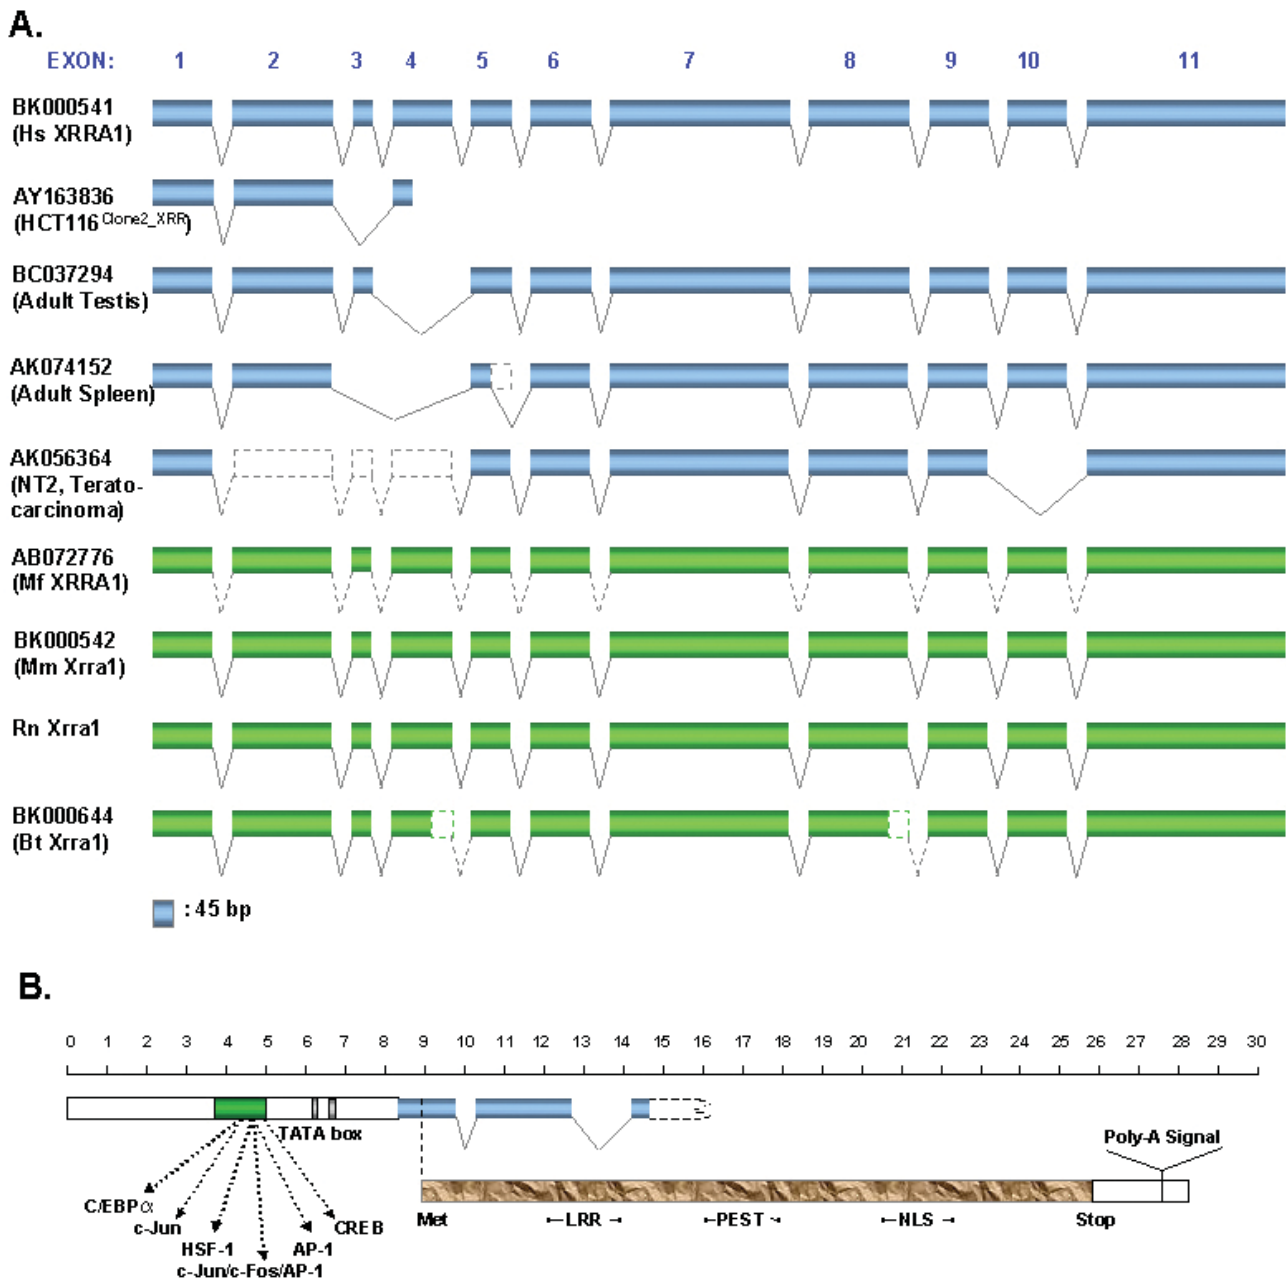 A.
EXON: 1 2 3 4 5 6 7 8 9 10 11
BK000541
(Hs XRRA1)
AY163836
(HCT116 Clone2_XRR)
BC037294
(Adult Testis)
AK074152
(Adult Spleen)
AK056364
(NT2, Terato-
carcinoma)
AB072776
(Mf XRRA1)
BK000542
(Mm Xrra1)
Rn Xrra1
BK000644
(Bt Xrra1)
: 45 bp
B.
0 1 2 3 4 5 6 7 8 9 10 11 12 13 14 15 16 17 18 19 20 21 22 23 24 25 26 27 28 29 30
TATA box
Poly-A Signal
C/EBPα
c-Jun
HSF-1
c-Jun/c-Fos/AP-1
AP-1
CREB
Met
LRR
PEST
NLS
Stop